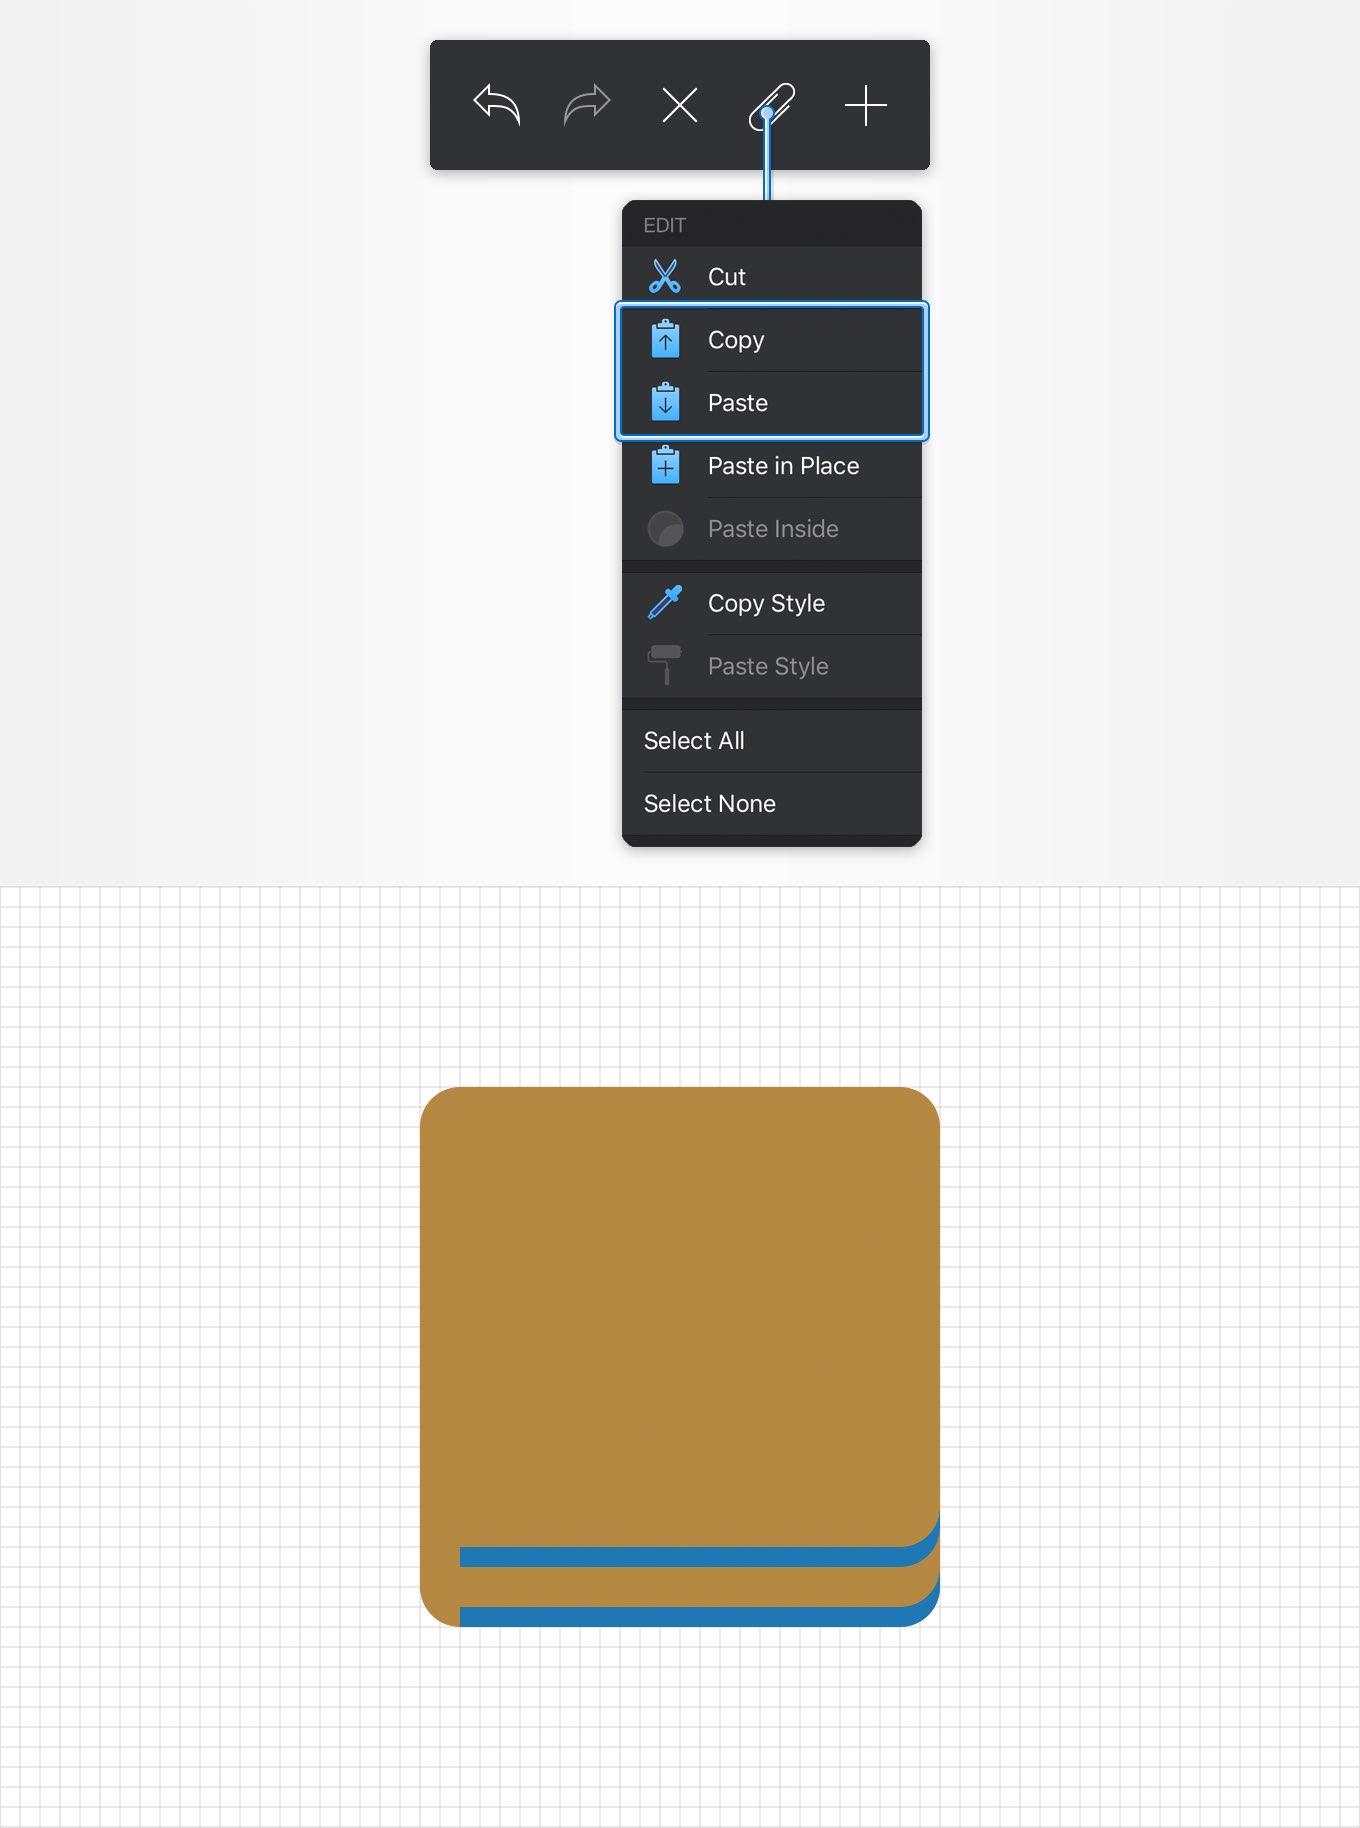 EDIT
Cut
Copy
Paste
Paste in Place
Paste Inside
Copy Style
Paste Style
Select All
Select None